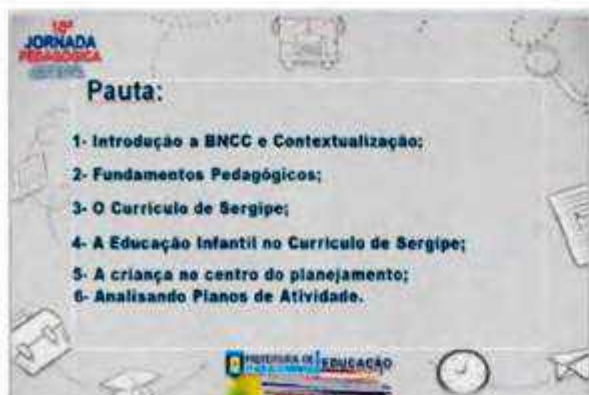 18ª
JORNADA
PEDAGÓGICA
Pauta:
1- Introdução a BNCC e Contextualização;
2- Fundamentos Pedagógicos;
3- O Currículo de Sergipe;
4- A Educação Infantil no Currículo de Sergipe;
5- A criança no centro do planejamento;
6- Analisando Planos de Atividade.
PREFEITURA DE EDUCAÇÃO